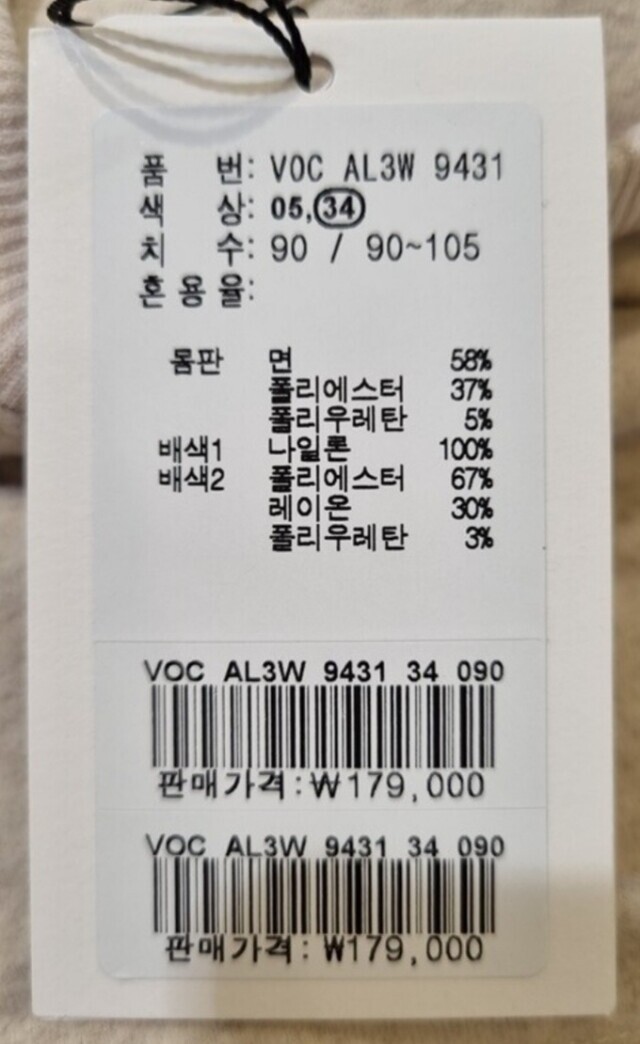 품 번: VOC AL3W 9431
색 상: 05,34
치 수: 90 / 90~105
혼용율:
몸판 면 58%
폴리에스터 37%
폴리우레탄 5%
배색1 나일론 100%
배색2 폴리에스터 67%
레이온 30%
폴리우레탄 3%
VOC AL3W 9431 34 090
판매가격:₩179,000
VOC AL3W 9431 34 090
판매가격:₩179,000